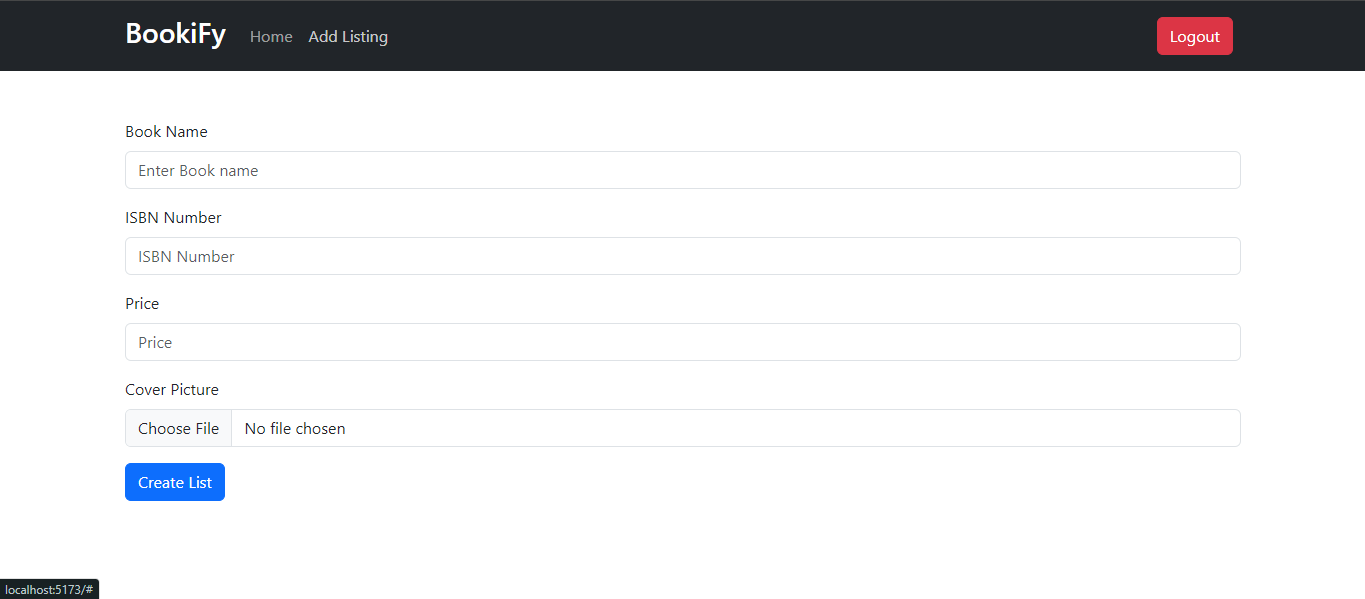 BookiFy Home Add Listing Logout
Book Name
Enter Book name
ISBN Number
ISBN Number
Price
Price
Cover Picture
Choose File No file chosen
Create List
localhost:5173/#